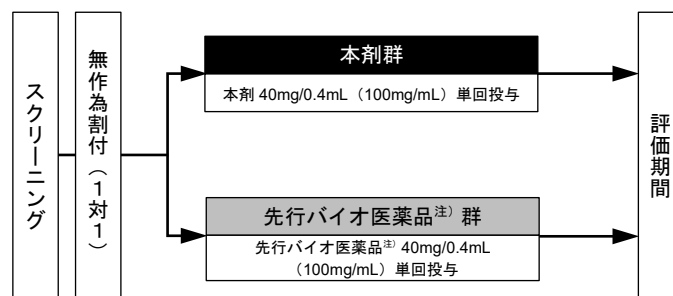 スクリーニング
無作為割付（1対1）
本剤群
本剤 40mg/0.4mL（100mg/mL）単回投与
先行バイオ医薬品注）群
先行バイオ医薬品注） 40mg/0.4mL
（100mg/mL）単回投与
評価期間